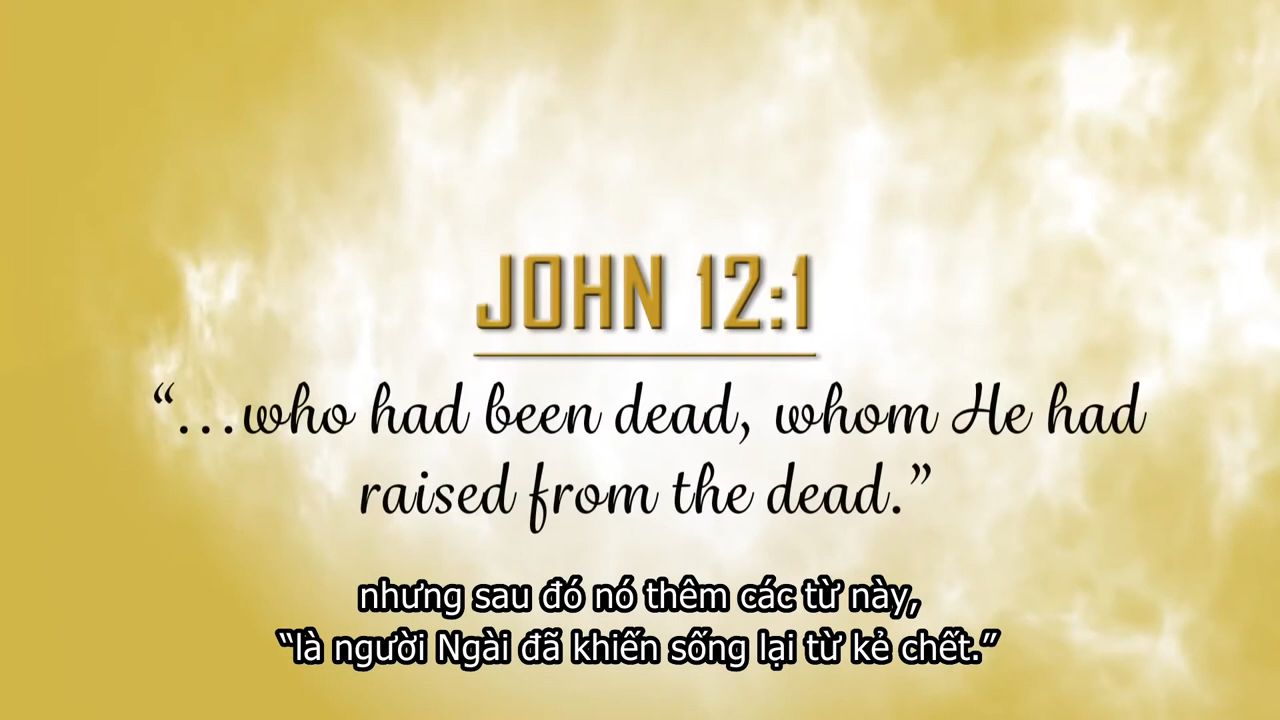 JOHN 12:1
“...who had been dead, whom He had
raised from the dead.”
nhưng sau đó nó thêm các từ này,
“là người Ngài đã khiến sống lại từ kẻ chết.”